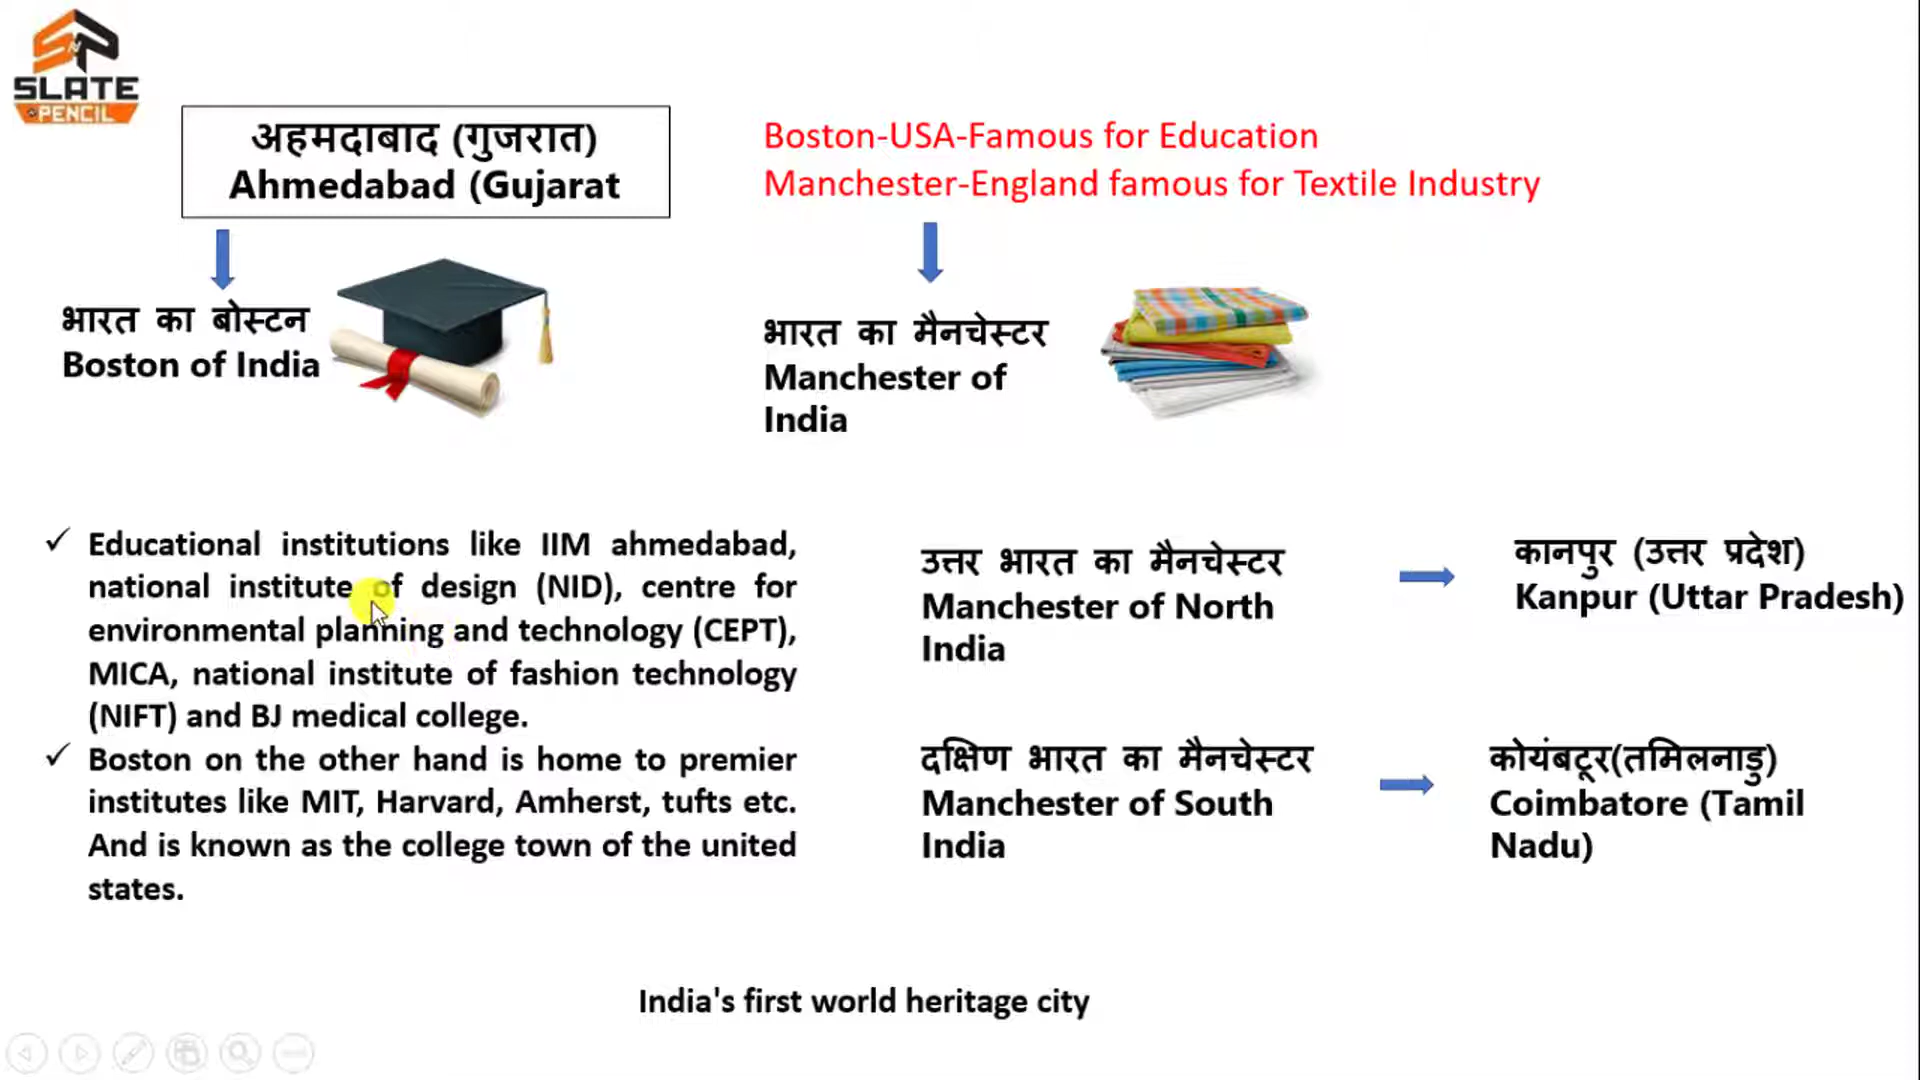 SLATE
PENCIL
अहमदाबाद (गुजरात)
Ahmedabad (Gujarat
Boston-USA-Famous for Education
Manchester-England famous for Textile Industry
भारत का बोस्टन
Boston of India
भारत का मैनचेस्टर
Manchester of
India
✓ Educational institutions like IIM ahmedabad,
national institute of design (NID), centre for
environmental planning and technology (CEPT),
MICA, national institute of fashion technology
(NIFT) and BJ medical college.
✓ Boston on the other hand is home to premier
institutes like MIT, Harvard, Amherst, tufts etc.
And is known as the college town of the united
states.
उत्तर भारत का मैनचेस्टर
Manchester of North
India
कानपुर (उत्तर प्रदेश)
Kanpur (Uttar Pradesh)
दक्षिण भारत का मैनचेस्टर
Manchester of South
India
कोयंबटूर(तमिलनाडु)
Coimbatore (Tamil
Nadu)
India's first world heritage city